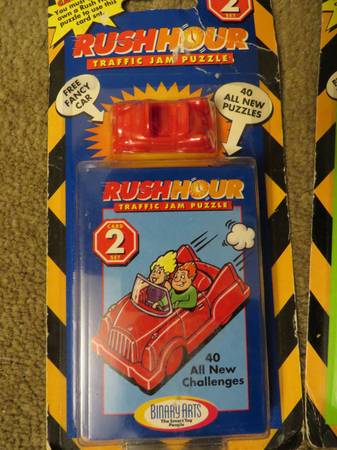 You must
own a Rush H
puzzle to use this
card set.
2
SET
RUSH HOUR
TRAFFIC JAM PUZZLE
FREE
FANCY
CAR
40
ALL NEW
PUZZLES
RUSH HOUR
TRAFFIC JAM PUZZLE
CARD
2
SET
40
All New
Challenges
BINARY ARTS
The Smart Toy
People